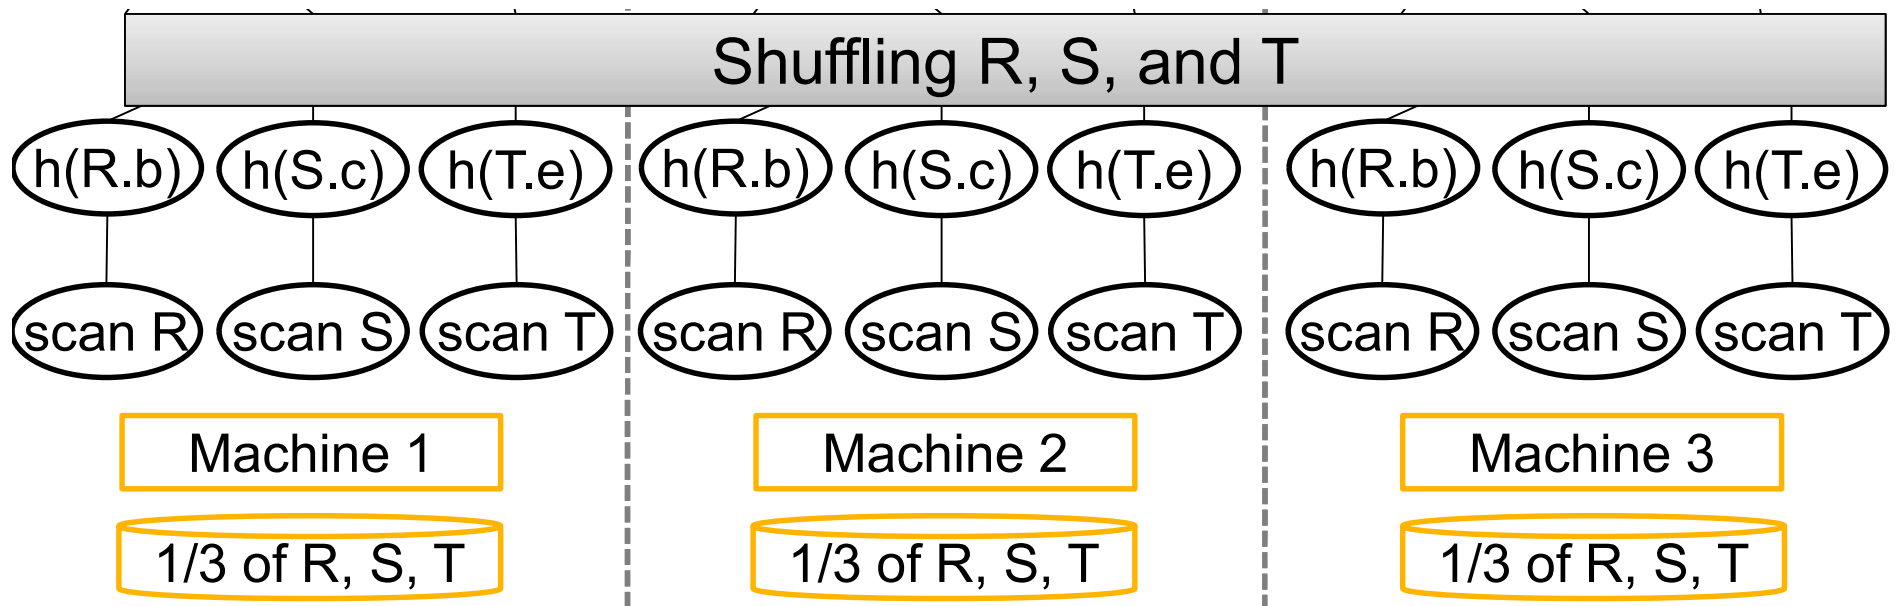 Shuffling R, S, and T
h(R.b) h(S.c) h(T.e) h(R.b) h(S.c) h(T.e) h(R.b) h(S.c) h(T.e)
scan R scan S scan T scan R scan S scan T scan R scan S scan T
Machine 1 Machine 2 Machine 3
1/3 of R, S, T 1/3 of R, S, T 1/3 of R, S, T